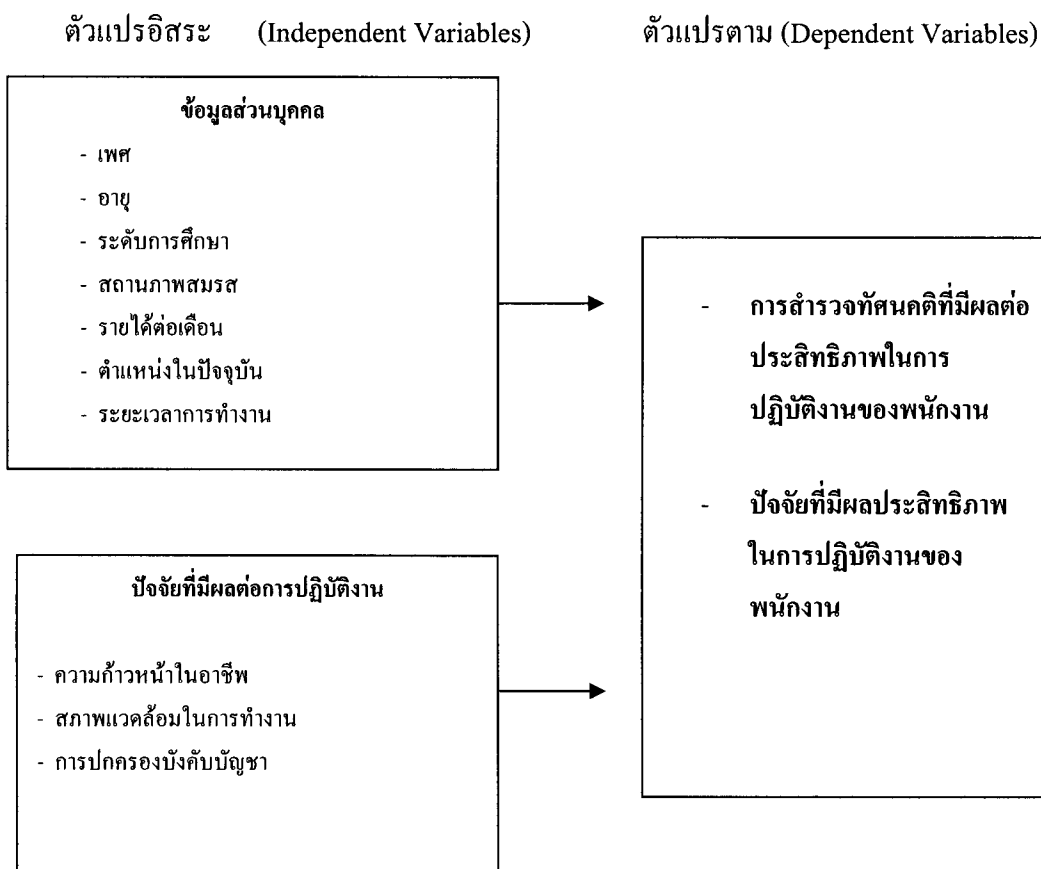 ตัวแปรอิสระ (Independent Variables)
ตัวแปรตาม (Dependent Variables)
ข้อมูลส่วนบุคคล
- เพศ
- อายุ
- ระดับการศึกษา
- สถานภาพสมรส
- รายได้ต่อเดือน
- ตำแหน่งในปัจจุบัน
- ระยะเวลาการทำงาน
ปัจจัยที่มีผลต่อการปฏิบัติงาน
- ความก้าวหน้าในอาชีพ
- สภาพแวดล้อมในการทำงาน
- การปกครองบังคับบัญชา
- การสำรวจทัศนคติที่มีผลต่อ
ประสิทธิภาพในการ
ปฏิบัติงานของพนักงาน
- ปัจจัยที่มีผลประสิทธิภาพ
ในการปฏิบัติงานของ
พนักงาน